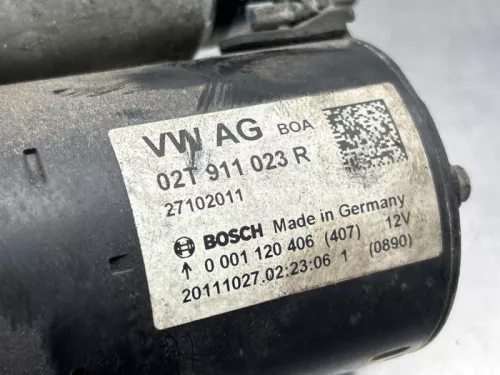 VW AG BOA
02T 911 023 R
27102011
BOSCH Made in Germany
↑ 0 001 120 406 (407) 12V
20111027.02:23:06 1 (0890)